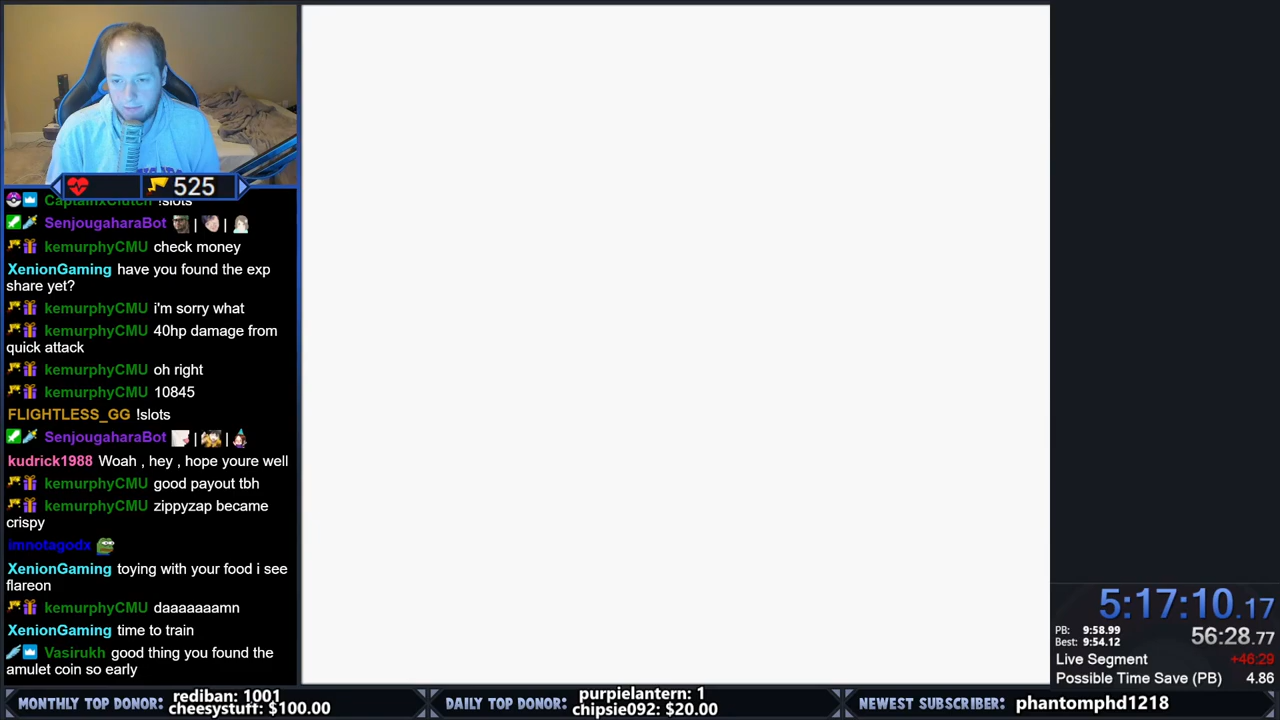 525
CaptainxClutch !slots
SenjougaharaBot | |
kemurphyCMU check money
XenionGaming have you found the exp
share yet?
kemurphyCMU i'm sorry what
kemurphyCMU 40hp damage from
quick attack
kemurphyCMU oh right
kemurphyCMU 10845
FLIGHTLESS_GG !slots
SenjougaharaBot | |
kudrick1988 Woah , hey , hope youre well
kemurphyCMU good payout tbh
kemurphyCMU zippyzap became
crispy
imnotagodx
XenionGaming toying with your food i see
flareon
kemurphyCMU daaaaaaamn
XenionGaming time to train
Vasirukh good thing you found the
amulet coin so early
5:17:10.17
PB: 9:58.99
Best: 9:54.12
56:28.77
Live Segment +46:29
Possible Time Save (PB) 4.86
MONTHLY TOP DONOR: rediban: 1001
cheesystuff: $100.00
DAILY TOP DONOR: purpielantern: 1
chipsie092: $20.00
NEWEST SUBSCRIBER: phantomphd1218